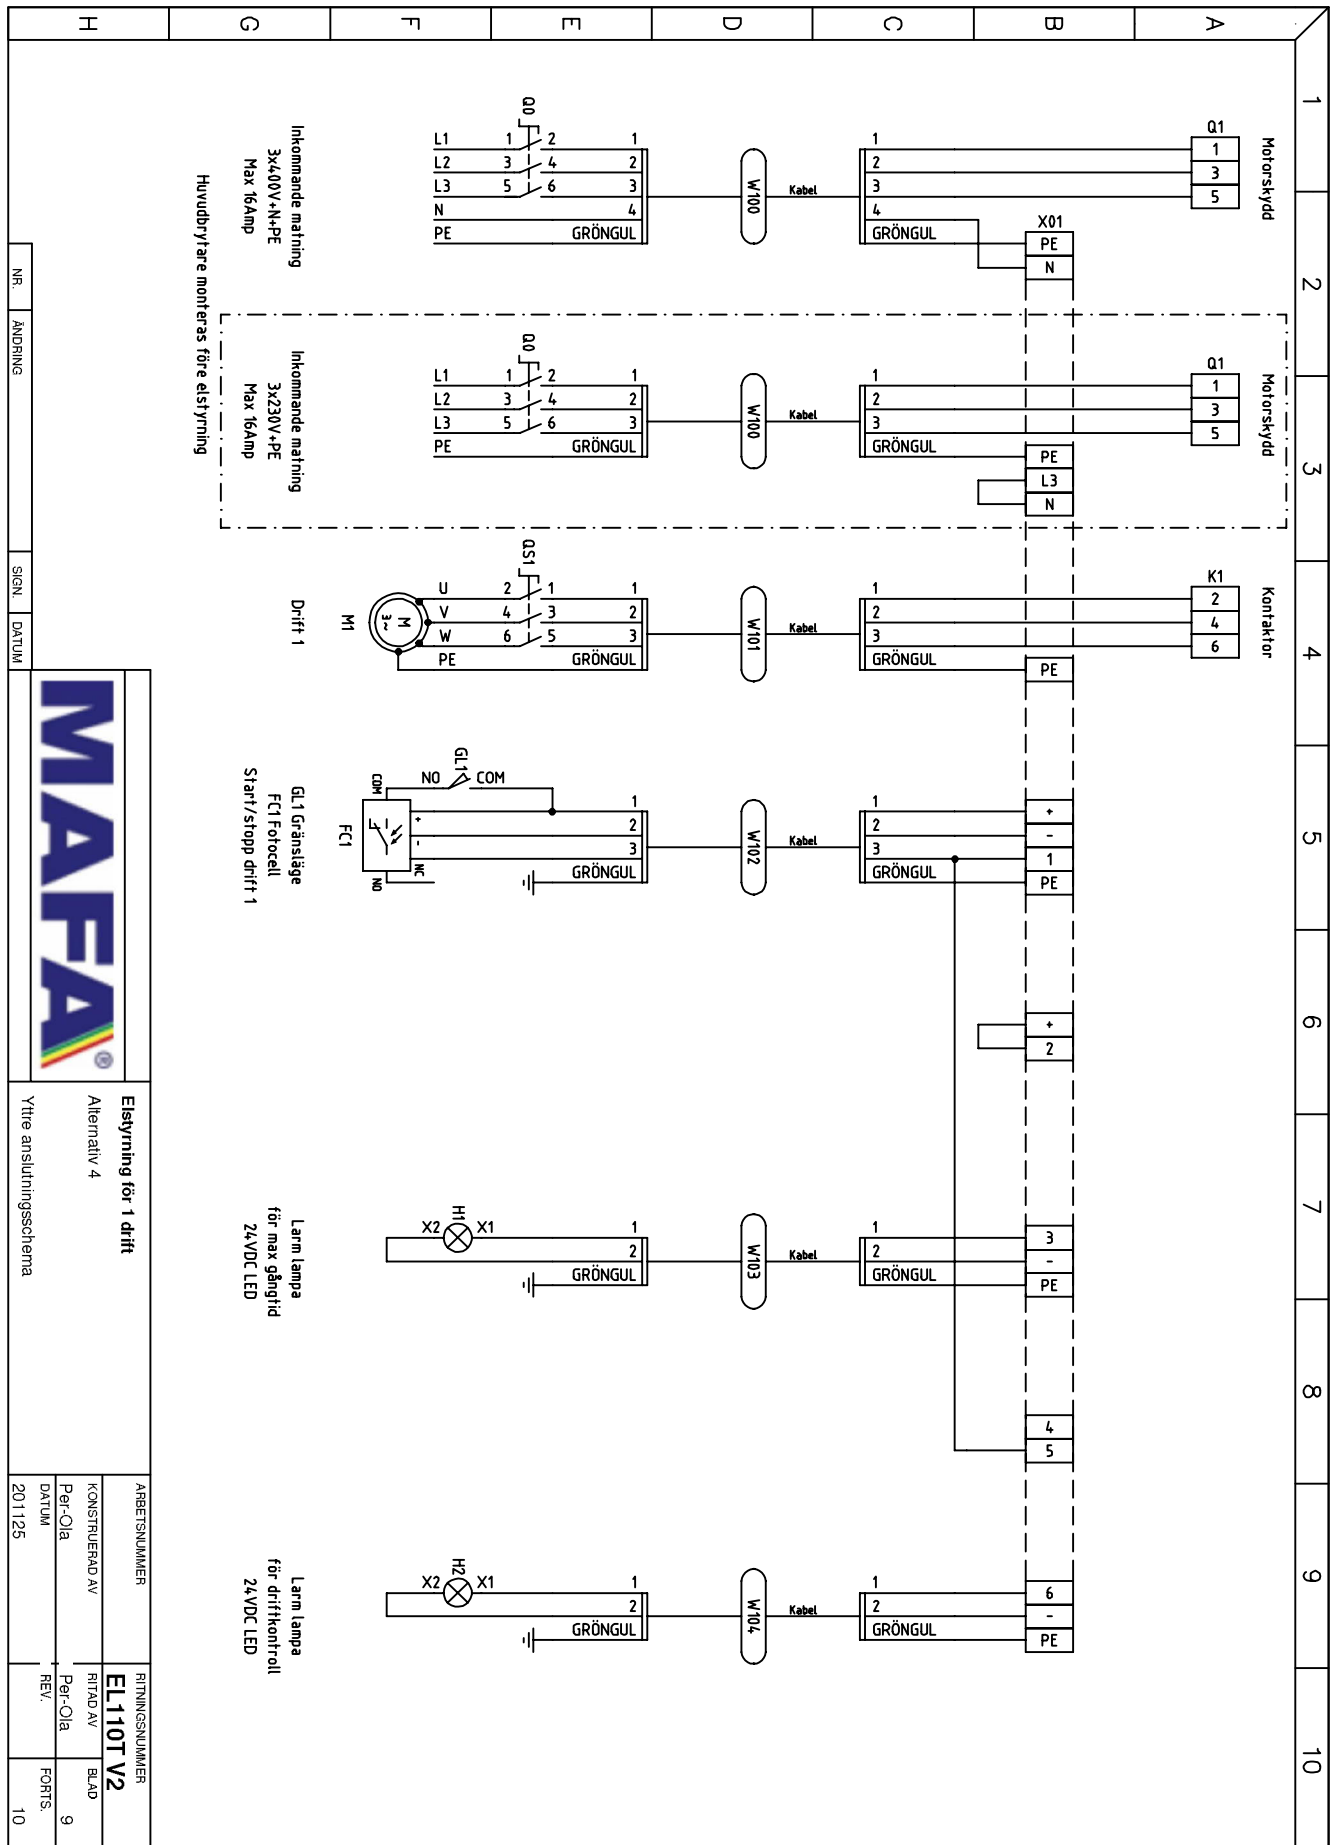 1 2 3 4 5 6 7 8 9 10
A
B
C
D
E
F
G
H
Motorskydd
Q1
1
3
5
X01
PE
N
1
2
3
4
GRÖNGUL
Kabel
W100
1
2
3
4
GRÖNGUL
Q0
1 2
3 4
5 6
L1
L2
L3
N
PE
Inkommande matning
3x400V+N+PE
Max 16Amp
Huvudbrytare monteras före elstyrning
Motorskydd
Q1
1
3
5
PE
L3
N
1
2
3
GRÖNGUL
Kabel
W100
1
2
3
GRÖNGUL
Q0
1 2
3 4
5 6
L1
L2
L3
PE
Inkommande matning
3x230V+PE
Max 16Amp
Kontaktor
K1
2
4
6
PE
1
2
3
GRÖNGUL
Kabel
W101
1
2
3
GRÖNGUL
QS1
2 1
4 3
6 5
U
V
W
PE
M
3~
M1
Drift 1
+
-
1
PE
1
2
3
GRÖNGUL
Kabel
W102
1
2
3
GRÖNGUL
GL1
NO COM
COM
+
-
NC
NO
FC1
GL1 Gränsläge
FC1 Fotocell
Start/stopp drift 1
+
2
3
-
PE
1
2
GRÖNGUL
Kabel
W103
1
2
GRÖNGUL
H1
X2 X1
Larm lampa
för max gångtid
24VDC LED
4
5
6
-
PE
1
2
GRÖNGUL
Kabel
W104
1
2
GRÖNGUL
H2
X2 X1
Larm lampa
för driftkontroll
24VDC LED
NR. ÄNDRING SIGN. DATUM
MAFA®
Elstyrning för 1 drift
Alternativ 4
Yttre anslutningsschema
ARBETSNUMMER
RITNINGSNUMMER
EL110T V2
KONSTRUERAD AV
Per-Ola
RITAD AV
Per-Ola
BLAD
9
DATUM
201125
REV.
FORTS.
10